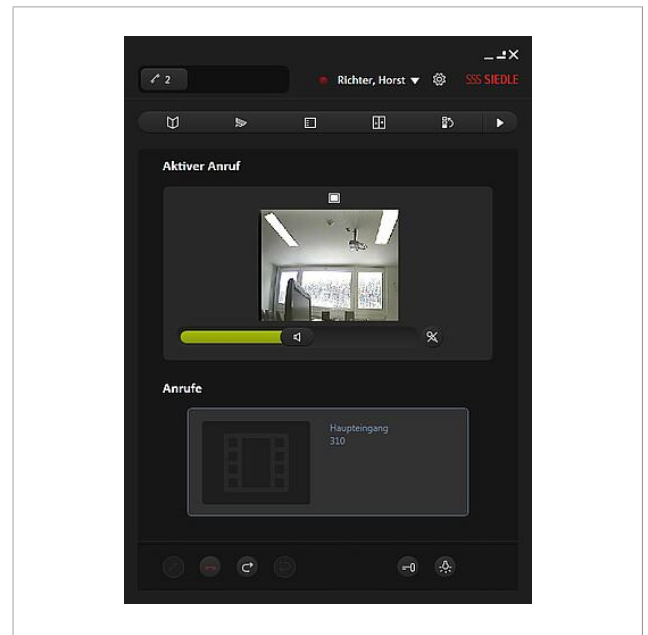 2
Richter, Horst
SSS SIEDLE
Aktiver Anruf
Anrufe
Haupteingang
310